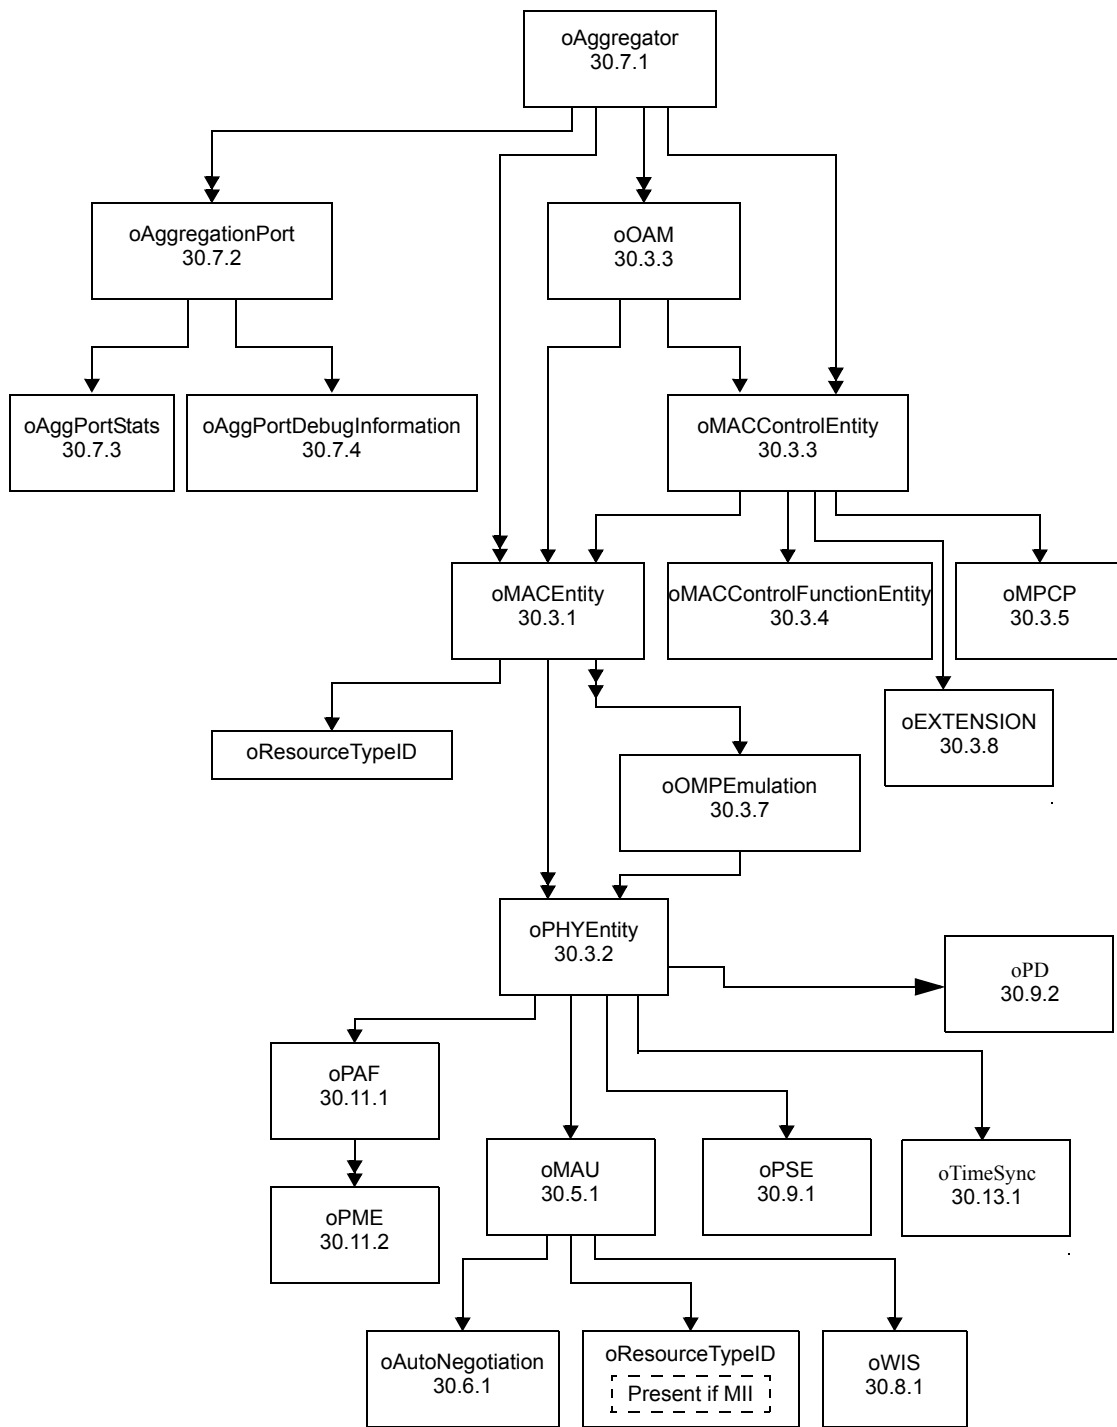 oAggregator
30.7.1
oAggregationPort
30.7.2
oOAM
30.3.3
oAggPortStats
30.7.3
oAggPortDebugInformation
30.7.4
oMACControlEntity
30.3.3
oMACEntity
30.3.1
oMACControlFunctionEntity
30.3.4
oMPCP
30.3.5
oResourceTypeID
oEXTENSION
30.3.8
oOMPEmulation
30.3.7
oPHYEntity
30.3.2
oPD
30.9.2
oPAF
30.11.1
oMAU
30.5.1
oPSE
30.9.1
oTimeSync
30.13.1
oPME
30.11.2
oAutoNegotiation
30.6.1
oResourceTypeID
Present if MII
oWIS
30.8.1